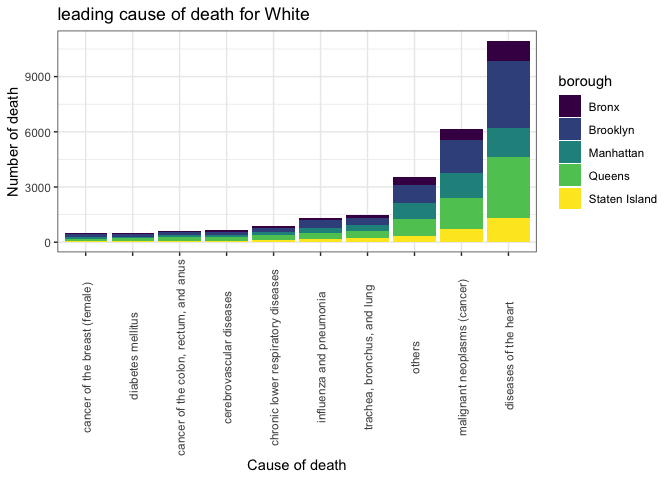 leading cause of death for White
Number of death
9000
6000
3000
0
cancer of the breast (female)
diabetes mellitus
cancer of the colon, rectum, and anus
cerebrovascular diseases
chronic lower respiratory diseases
influenza and pneumonia
trachea, bronchus, and lung
others
malignant neoplasms (cancer)
diseases of the heart
Cause of death
borough
Bronx
Brooklyn
Manhattan
Queens
Staten Island